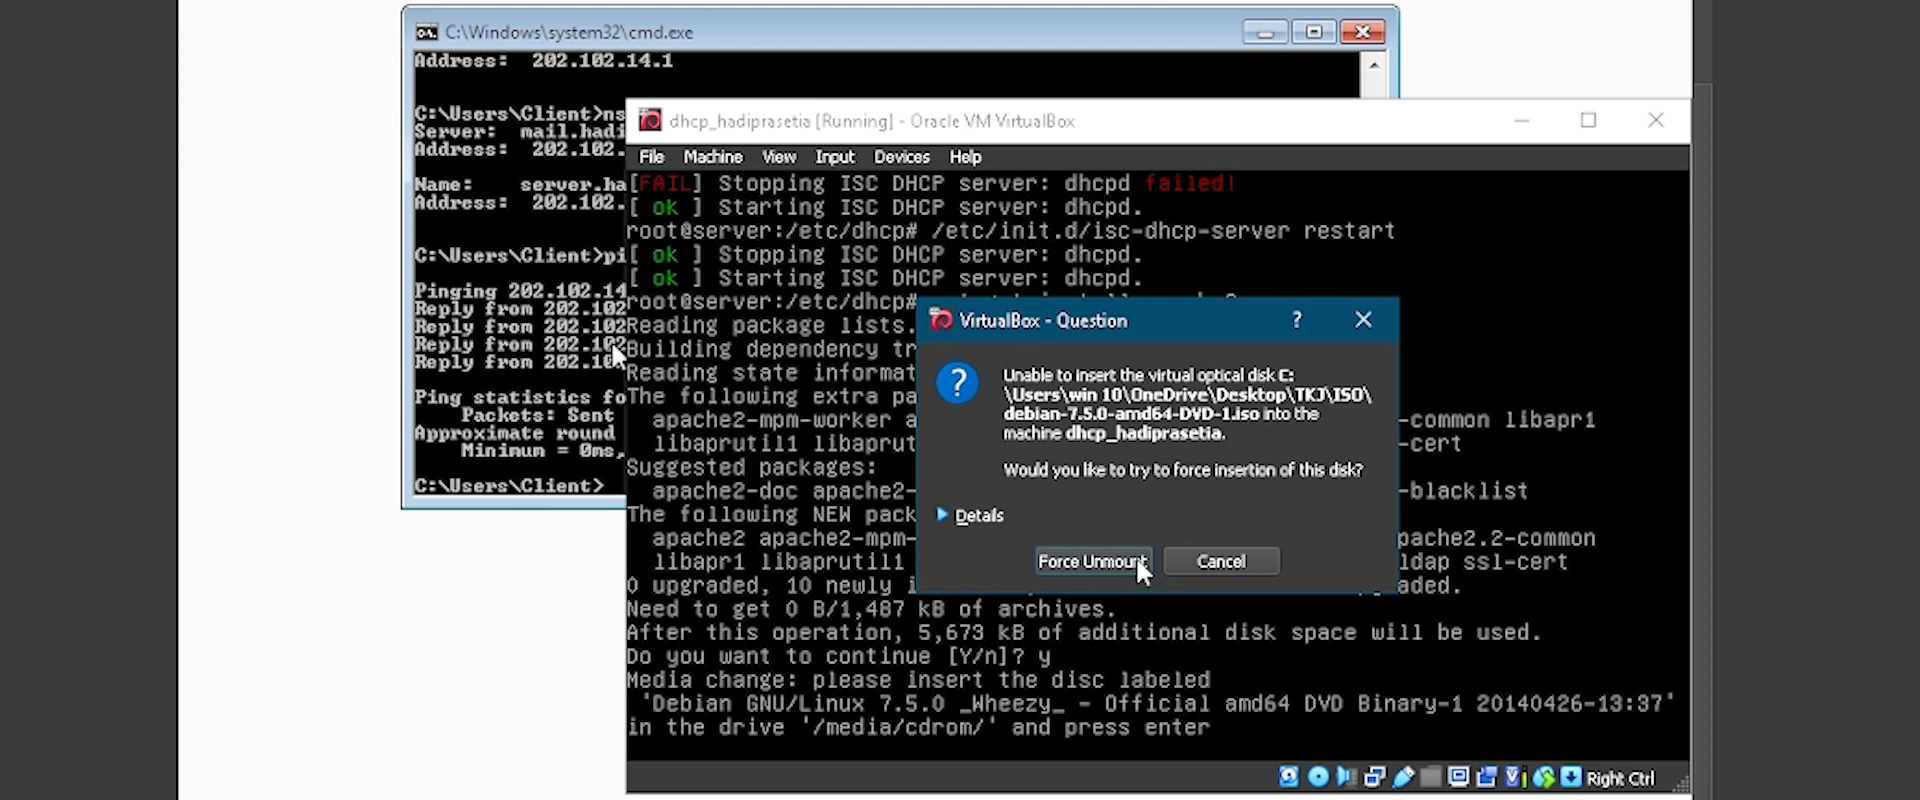 C:\Windows\system32\cmd.exe
Address: 202.102.14.1
C:\Users\Client>ns
Server: mail.hadi
Address: 202.102.
Name: server.ha
Address: 202.102.
C:\Users\Client>pi
Pinging 202.102.14
Reply from 202.102
Reply from 202.102
Reply from 202.102
Reply from 202.10
Ping statistics fo
Packets: Sent
Approximate round
Minimum = 0ms,
C:\Users\Client>
dhcp_hadiprasetia [Running] - Oracle VM VirtualBox
File Machine View Input Devices Help
[FAIL] Stopping ISC DHCP server: dhcpd failed!
[ ok ] Starting ISC DHCP server: dhcpd.
root@server:/etc/dhcp# /etc/init.d/isc-dhcp-server restart
[ ok ] Stopping ISC DHCP server: dhcpd.
[ ok ] Starting ISC DHCP server: dhcpd.
root@server:/etc/dhcp#
Reading package lists.
Building dependency tr
Reading state informat
The following extra pa
apache2-mpm-worker a -common libapr1
libaprutil1 libaprut -cert
Suggested packages:
apache2-doc apache2- -blacklist
The following NEW pack
apache2 apache2-mpm- pache2.2-common
libapr1 libaprutil1 ldap ssl-cert
0 upgraded, 10 newly i aded.
Need to get 0 B/1,487 kB of archives.
After this operation, 5,673 kB of additional disk space will be used.
Do you want to continue [Y/n]? y
Media change: please insert the disc labeled
'Debian GNU/Linux 7.5.0 _Wheezy_ - Official amd64 DVD Binary-1 20140426-13:37'
in the drive '/media/cdrom/' and press enter
VirtualBox - Question
Unable to insert the virtual optical disk C:
\Users\win 10\OneDrive\Desktop\TKJ\ISO\
debian-7.5.0-amd64-DVD-1.iso into the
machine dhcp_hadiprasetia.
Would you like to try to force insertion of this disk?
Details
Force Unmount Cancel
Right Ctrl